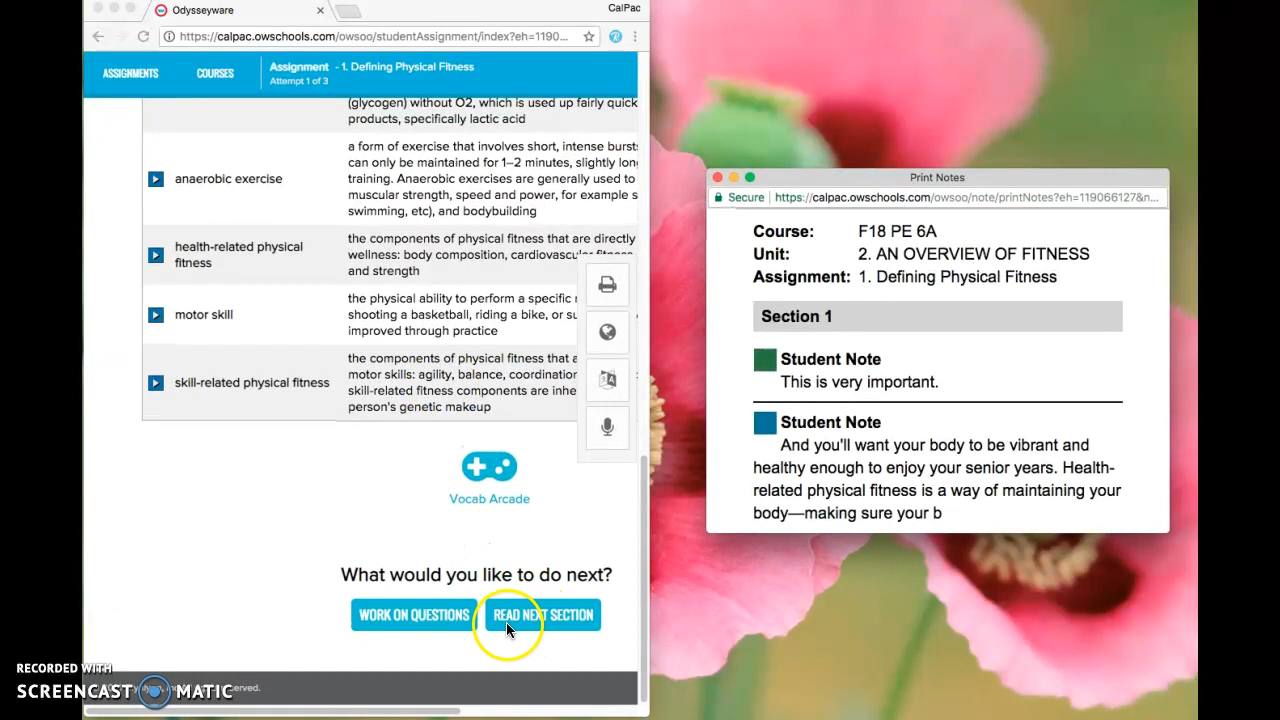 Odysseyware
CalPac
https://calpac.owschools.com/owsoo/studentAssignment/index?eh=1190...
ASSIGNMENTS
COURSES
Assignment - 1. Defining Physical Fitness
Attempt 1 of 3
(glycogen) without O2, which is used up fairly quick
products, specifically lactic acid
anaerobic exercise
a form of exercise that involves short, intense bursts
can only be maintained for 1–2 minutes, slightly long
training. Anaerobic exercises are generally used to
muscular strength, speed and power, for example s
swimming, etc), and bodybuilding
health-related physical
fitness
the components of physical fitness that are directly
wellness: body composition, cardiovascular fitness
and strength
motor skill
the physical ability to perform a specific
shooting a basketball, riding a bike, or su
improved through practice
skill-related physical fitness
the components of physical fitness that a
motor skills: agility, balance, coordination
skill-related fitness components are inhe
person's genetic makeup
Vocab Arcade
What would you like to do next?
WORK ON QUESTIONS
READ NEXT SECTION
RECORDED WITH
SCREENCAST MATIC
Print Notes
Secure https://calpac.owschools.com/owsoo/note/printNotes?eh=119066127&n...
Course: F18 PE 6A
Unit: 2. AN OVERVIEW OF FITNESS
Assignment: 1. Defining Physical Fitness
Section 1
Student Note
This is very important.
Student Note
And you'll want your body to be vibrant and
healthy enough to enjoy your senior years. Health-
related physical fitness is a way of maintaining your
body—making sure your b